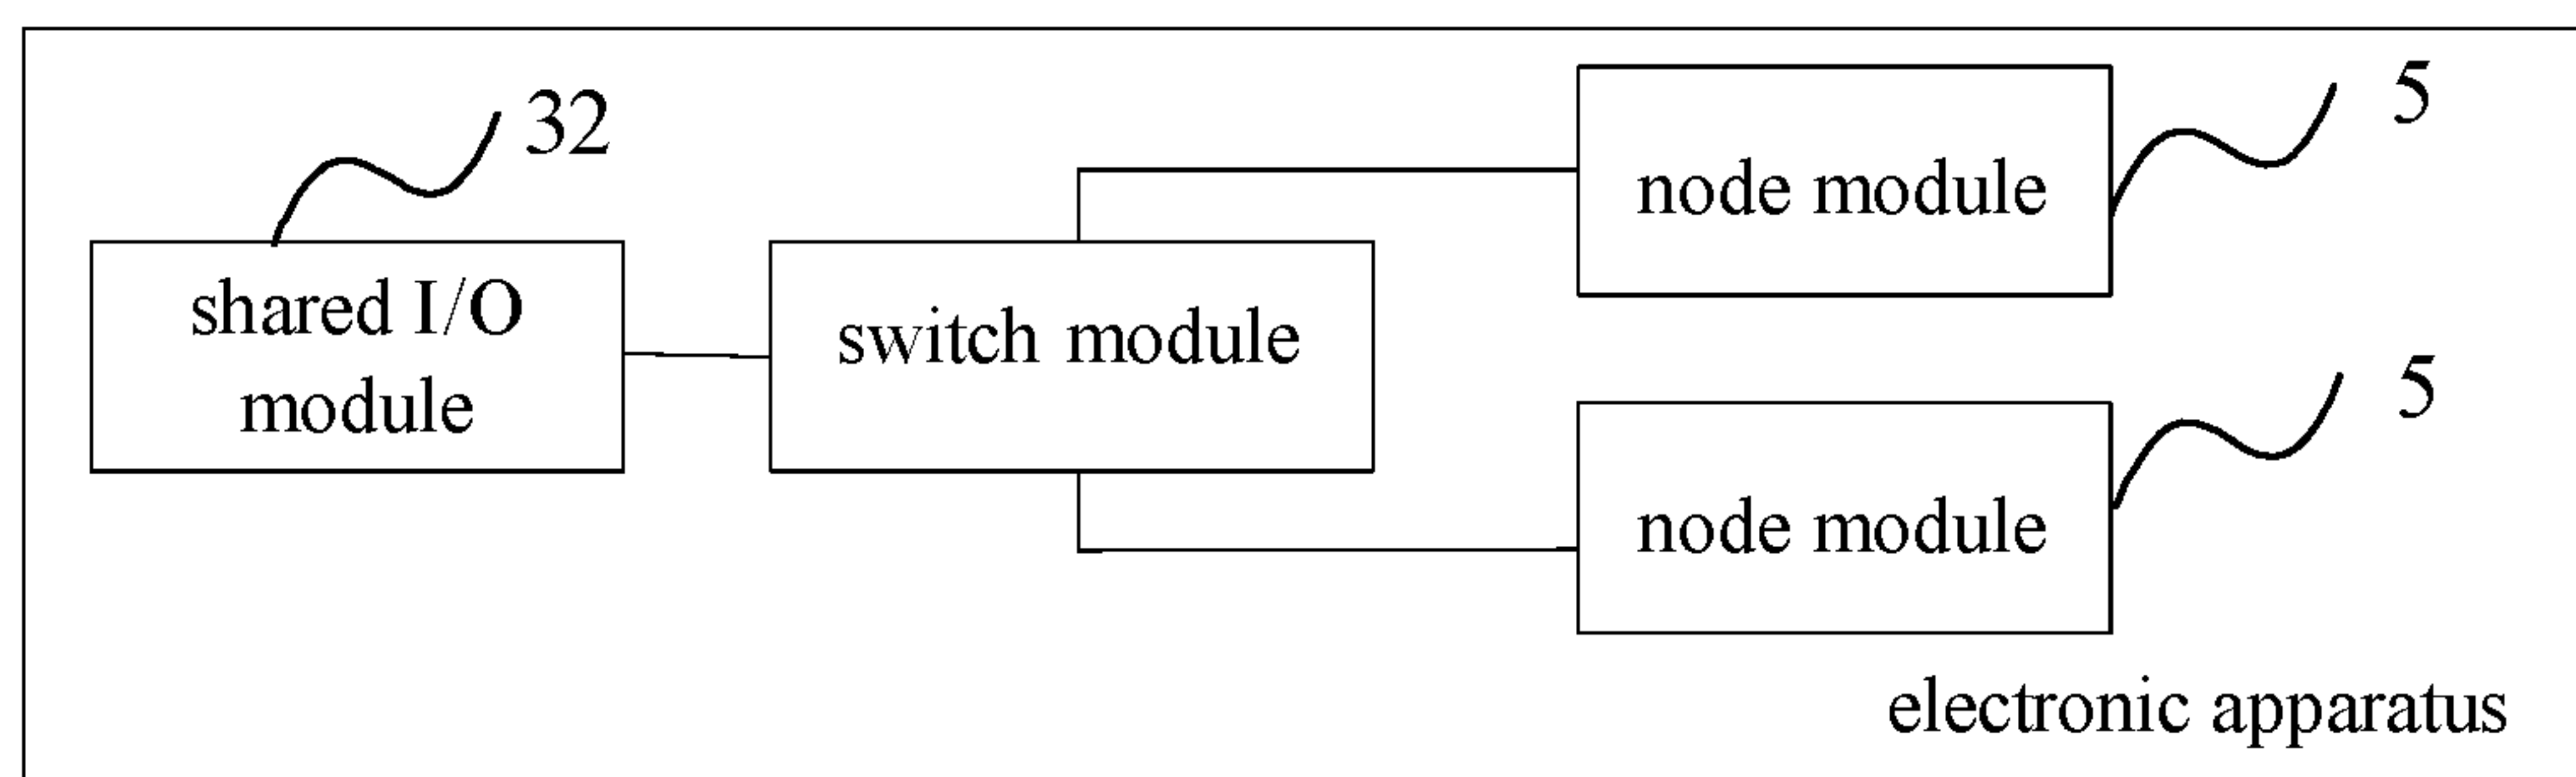 32
5
node module
shared I/O
module
switch module
5
node module
electronic apparatus